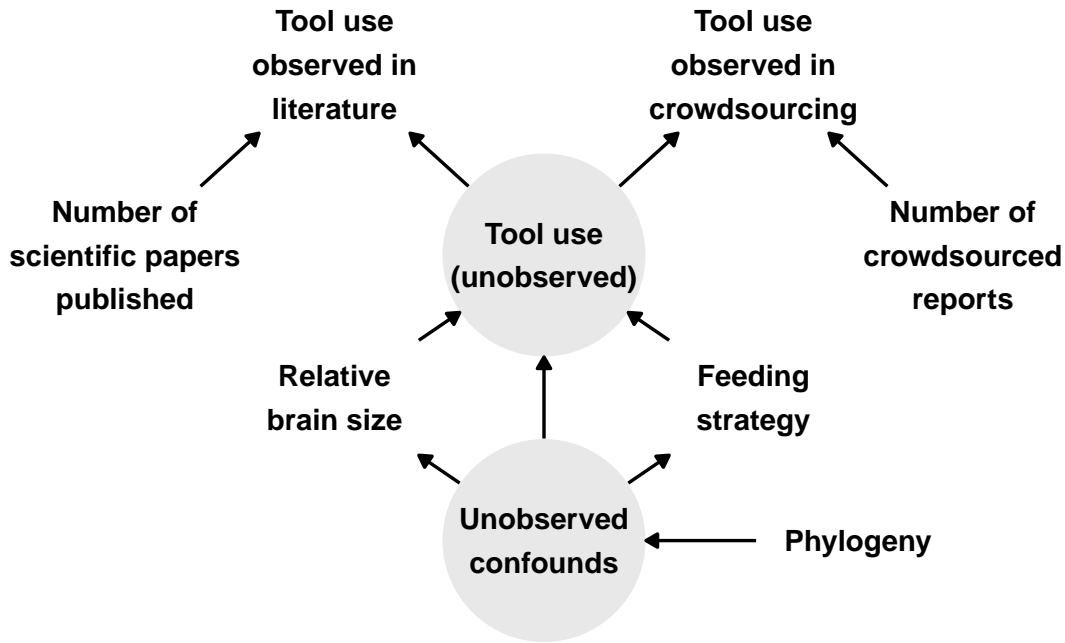 Tool use
observed in
literature
Tool use
observed in
crowdsourcing
Number of
scientific papers
published
Tool use
(unobserved)
Number of
crowdsourced
reports
Relative
brain size
Feeding
strategy
Unobserved
confounds
Phylogeny